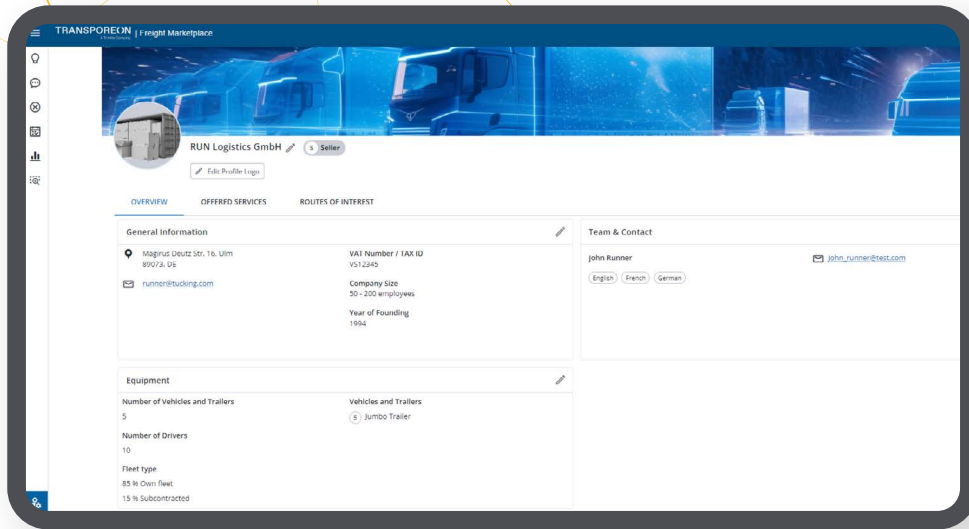 TRANSPOREON | Freight Marketplace
A Trimble Company
RUN Logistics GmbH
S Seller
Edit Profile Logo
OVERVIEW OFFERED SERVICES ROUTES OF INTEREST
General Information
Magirus Deutz Str. 16, Ulm
89073, DE
runner@tucking.com
VAT Number / TAX ID
VS12345
Company Size
50 - 200 employees
Year of Founding
1994
Team & Contact
John Runner
john_runner@test.com
English French German
Equipment
Number of Vehicles and Trailers
5
Number of Drivers
10
Fleet type
85 % Own fleet
15 % Subcontracted
Vehicles and Trailers
5 Jumbo Trailer